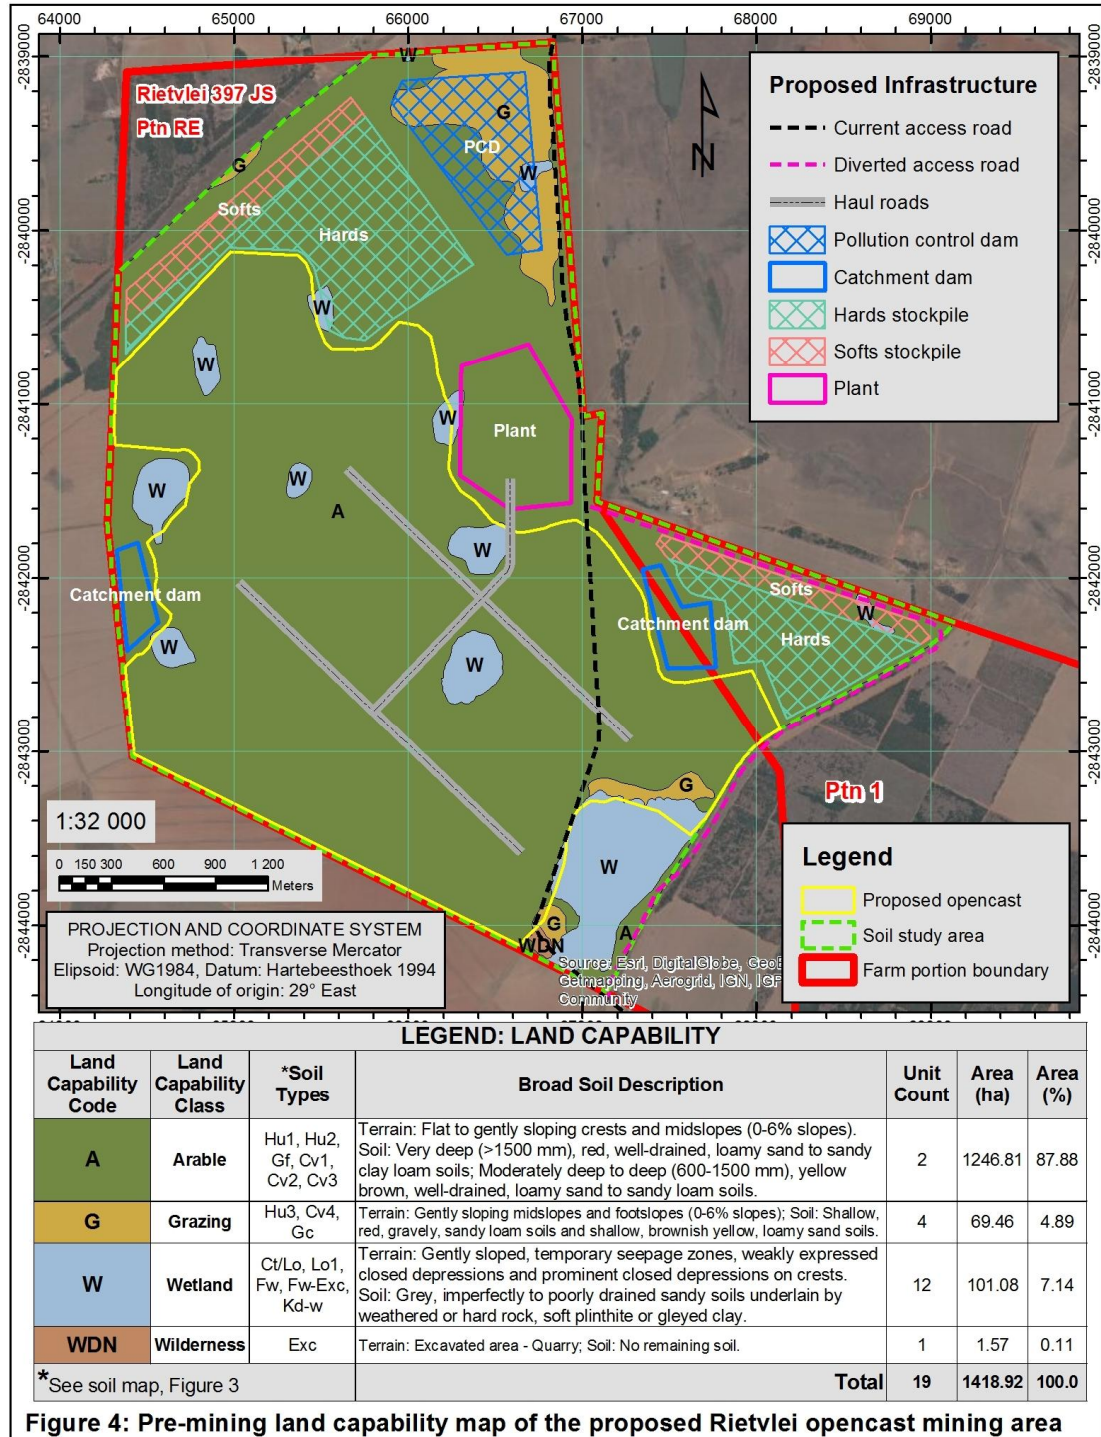 64000 65000 66000 67000 68000 69000
-2839000 -2839000
Rietvlei 397 JS
Ptn RE
W
G
PCD
W
G
Softs
Hards
N
Proposed Infrastructure
Current access road
Diverted access road
Haul roads
Pollution control dam
Catchment dam
Hards stockpile
Softs stockpile
Plant
-2840000 -2840000
W
W
-2841000 -2841000
W
Plant
W
W
A
W
-2842000 -2842000
Catchment dam
W
Catchment dam
Softs
W
Hards
W
-2843000 -2843000
G
Ptn 1
1:32 000
0 150 300 600 900 1 200
Meters
W
G
WDN
A
-2844000 -2844000
Legend
Proposed opencast
Soil study area
Farm portion boundary
PROJECTION AND COORDINATE SYSTEM
Projection method: Transverse Mercator
Elipsoid: WG1984, Datum: Hartebeesthoek 1994
Longitude of origin: 29° East
Source: Esri, DigitalGlobe,
Getmapping, Aerogrid, IGN,
Community
LEGEND: LAND CAPABILITY
Land Capability Code Land Capability Class *Soil Types Broad Soil Description Unit Count Area (ha) Area (%)
A Arable Hu1, Hu2, Gf, Cv1, Cv2, Cv3
Terrain: Flat to gently sloping crests and midslopes (0-6% slopes).
Soil: Very deep (>1500 mm), red, well-drained, loamy sand to sandy
clay loam soils; Moderately deep to deep (600-1500 mm), yellow
brown, well-drained, loamy sand to sandy loam soils.
2 1246.81 87.88
G Grazing Hu3, Cv4, Gc
Terrain: Gently sloping midslopes and footslopes (0-6% slopes); Soil: Shallow,
red, gravely, sandy loam soils and shallow, brownish yellow, loamy sand soils.
4 69.46 4.89
W Wetland Ct/Lo, Lo1, Fw, Fw-Exc, Kd-w
Terrain: Gently sloped, temporary seepage zones, weakly expressed
closed depressions and prominent closed depressions on crests.
Soil: Grey, imperfectly to poorly drained sandy soils underlain by
weathered or hard rock, soft plinthite or gleyed clay.
12 101.08 7.14
WDN Wilderness Exc Terrain: Excavated area - Quarry; Soil: No remaining soil. 1 1.57 0.11
*See soil map, Figure 3 Total 19 1418.92 100.0
Figure 4: Pre-mining land capability map of the proposed Rietvlei opencast mining area